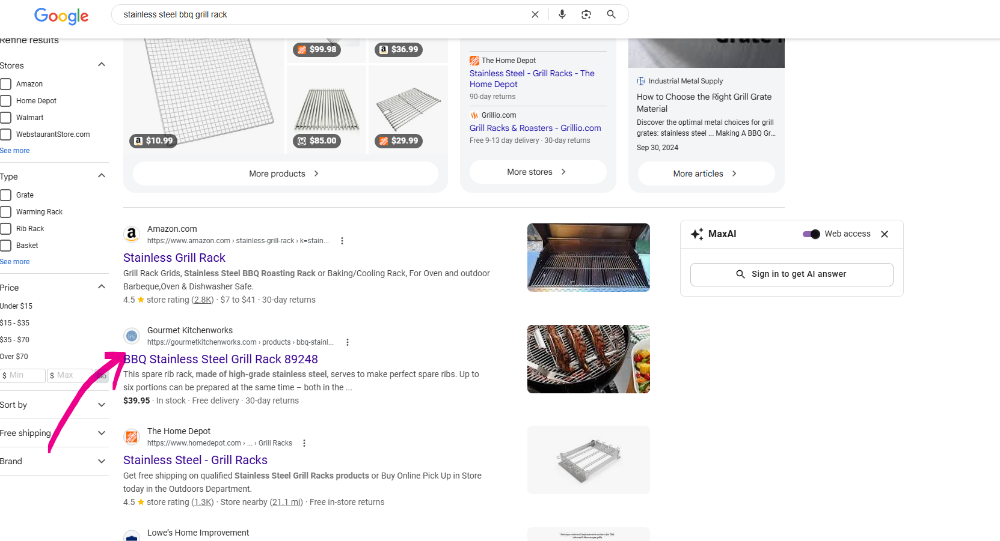 Google
stainless steel bbq grill rack
Refine results
Stores
Amazon
Home Depot
Walmart
WebstaurantStore.com
See more
Type
Grate
Warming Rack
Rib Rack
Basket
See more
Price
Under $15
$15 - $35
$35 - $70
Over $70
$ Min
$ Max
Go
Sort by
Free shipping
Brand
$99.98
a $36.99
a $10.99
$85.00
$29.99
More products
The Home Depot
Stainless Steel - Grill Racks - The
Home Depot
90-day returns
Grillio.com
Grill Racks & Roasters - Grillio.com
Free 9-13 day delivery · 30-day returns
More stores
Industrial Metal Supply
How to Choose the Right Grill Grate
Material
Discover the optimal metal choices for grill
grates: stainless steel ... Making A BBQ Gr...
Sep 30, 2024
More articles
a
Amazon.com
https://www.amazon.com › stainless-grill-rack › k=stain...
Stainless Grill Rack
Grill Rack Grids, Stainless Steel BBQ Roasting Rack or Baking/Cooling Rack, For Oven and outdoor
Barbeque,Oven & Dishwasher Safe.
4.5 ★ store rating (2.8K) · $7 to $41 · 30-day returns
Gourmet Kitchenworks
https://gourmetkitchenworks.com › products › bbq-stainl...
BBQ Stainless Steel Grill Rack 89248
This spare rib rack, made of high-grade stainless steel, serves to make perfect spare ribs. Up to
six portions can be prepared at the same time – both in the ...
$39.95 · In stock · Free delivery · 30-day returns
The Home Depot
https://www.homedepot.com › ... › Grill Racks
Stainless Steel - Grill Racks
Get free shipping on qualified Stainless Steel Grill Racks products or Buy Online Pick Up in Store
today in the Outdoors Department.
4.5 ★ store rating (1.3K) · Store nearby (21.1 mi) · Free in-store returns
Lowe's Home Improvement
MaxAI
Web access
Sign in to get AI answer